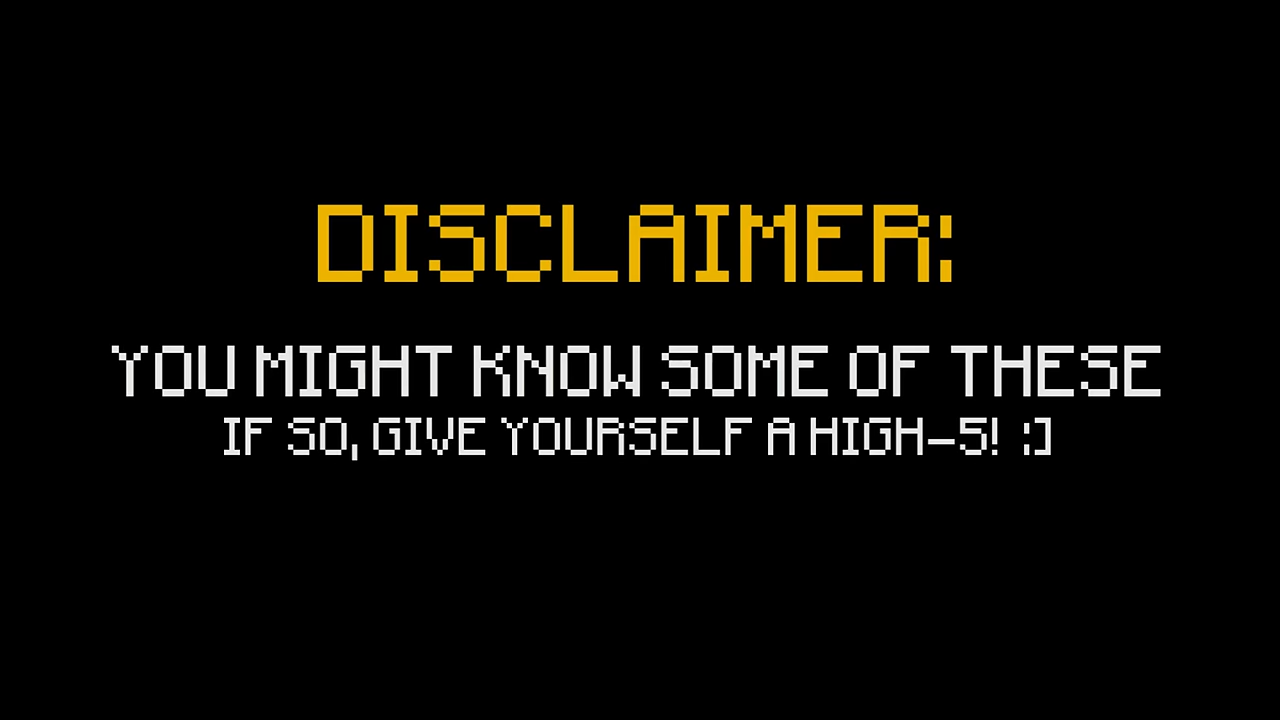 DISCLAIMER:
YOU MIGHT KNOW SOME OF THESE
IF SO, GIVE YOURSELF A HIGH-5! :]